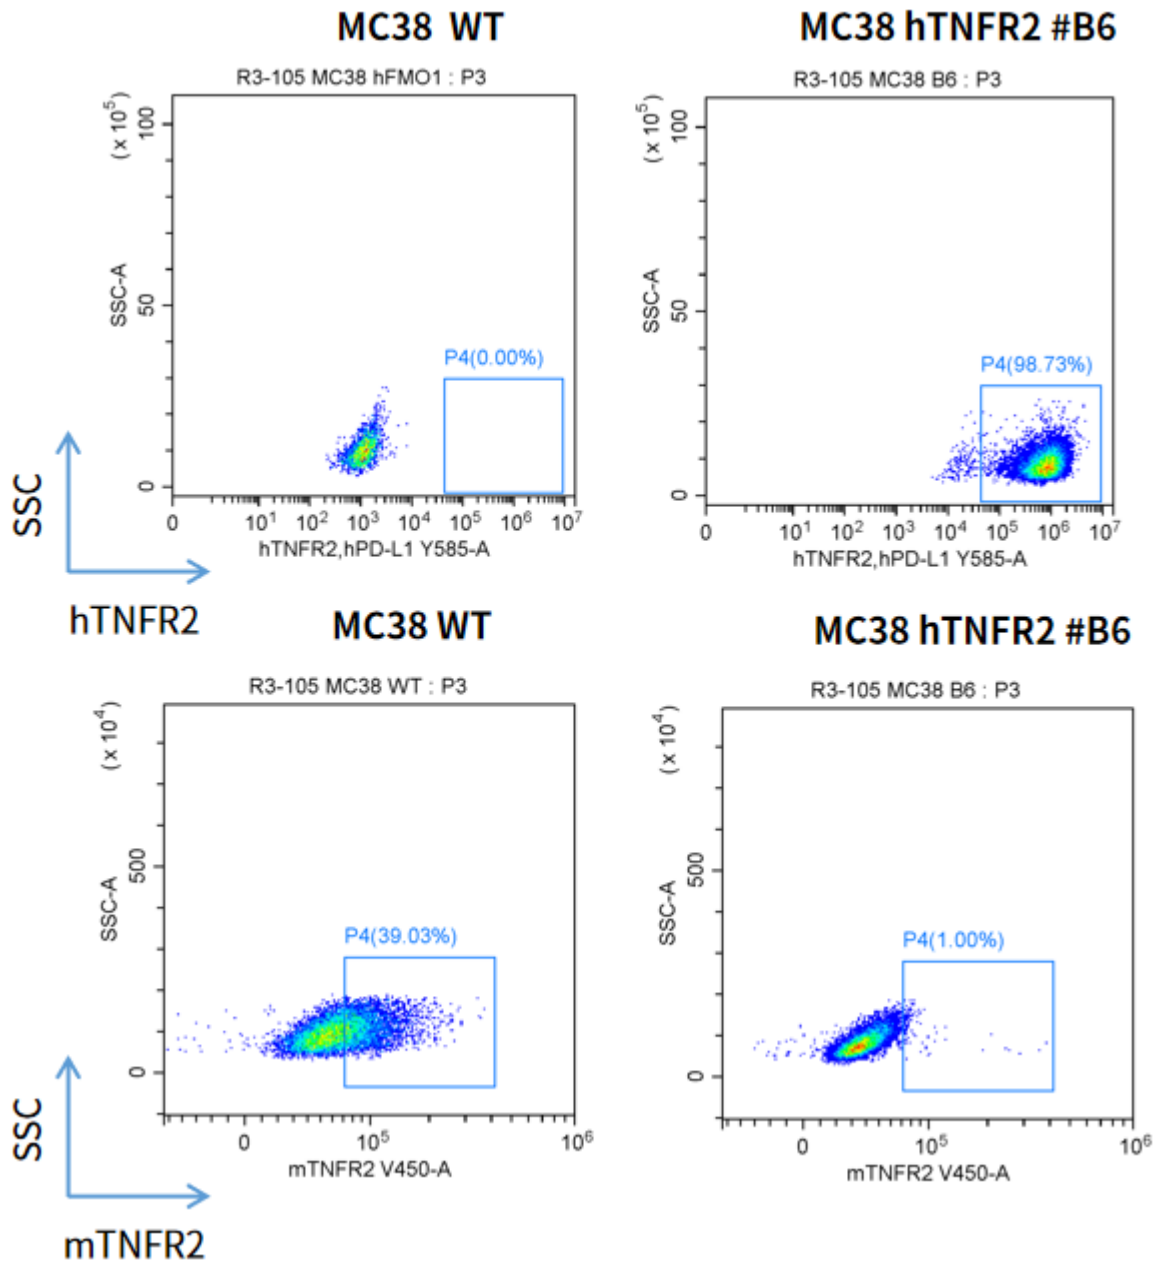 MC38 WT
MC38 hTNFR2 #B6
R3-105 MC38 hFMO1 : P3
R3-105 MC38 B6 : P3
(x 10^5)
100
50
0
SSC-A
P4(0.00%)
0 10^1 10^2 10^3 10^4 10^5 10^6 10^7
hTNFR2,hPD-L1 Y585-A
(x 10^5)
100
50
0
SSC-A
P4(98.73%)
0 10^1 10^2 10^3 10^4 10^5 10^6 10^7
hTNFR2,hPD-L1 Y585-A
SSC
hTNFR2
MC38 WT
MC38 hTNFR2 #B6
R3-105 MC38 WT : P3
R3-105 MC38 B6 : P3
(x 10^4)
500
0
SSC-A
P4(39.03%)
0 10^5 10^6
mTNFR2 V450-A
(x 10^4)
500
0
SSC-A
P4(1.00%)
0 10^5 10^6
mTNFR2 V450-A
SSC
mTNFR2